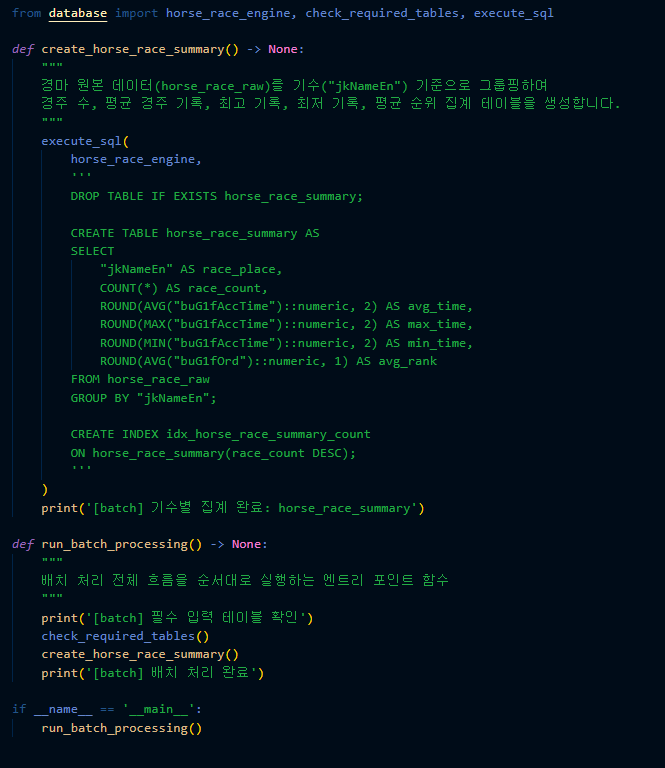 from database import horse_race_engine, check_required_tables, execute_sql
def create_horse_race_summary() -> None:
"""
경마 원본 데이터(horse_race_raw)를 기수("jkNameEn") 기준으로 그룹핑하여
경주 수, 평균 경주 기록, 최고 기록, 최저 기록, 평균 순위 집계 테이블을 생성합니다.
"""
execute_sql(
horse_race_engine,
'''
DROP TABLE IF EXISTS horse_race_summary;
CREATE TABLE horse_race_summary AS
SELECT
"jkNameEn" AS race_place,
COUNT(*) AS race_count,
ROUND(AVG("buG1fAccTime")::numeric, 2) AS avg_time,
ROUND(MAX("buG1fAccTime")::numeric, 2) AS max_time,
ROUND(MIN("buG1fAccTime")::numeric, 2) AS min_time,
ROUND(AVG("buG1fOrd")::numeric, 1) AS avg_rank
FROM horse_race_raw
GROUP BY "jkNameEn";
CREATE INDEX idx_horse_race_summary_count
ON horse_race_summary(race_count DESC);
'''
)
print('[batch] 기수별 집계 완료: horse_race_summary')
def run_batch_processing() -> None:
"""
배치 처리 전체 흐름을 순서대로 실행하는 엔트리 포인트 함수
"""
print('[batch] 필수 입력 테이블 확인')
check_required_tables()
create_horse_race_summary()
print('[batch] 배치 처리 완료')
if __name__ == '__main__':
run_batch_processing()